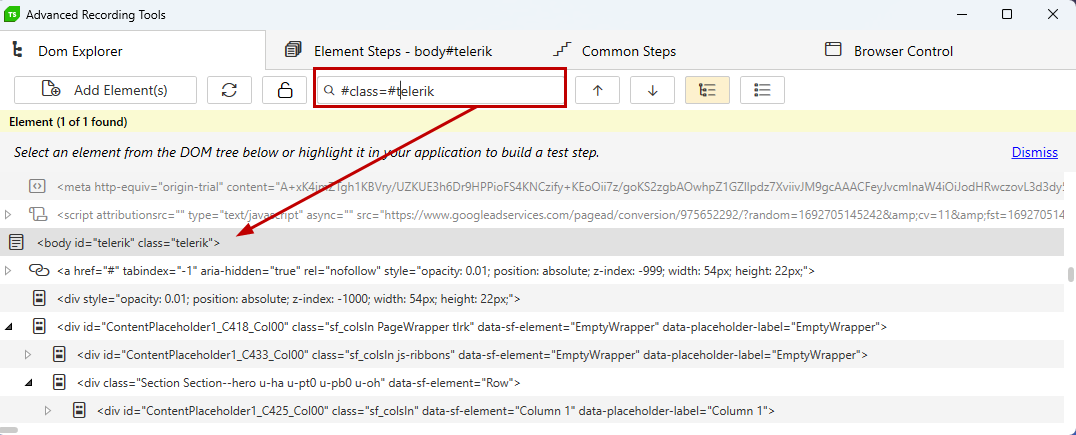 TS Advanced Recording Tools
Dom Explorer Element Steps - body#telerik Common Steps Browser Control
Add Element(s) #class=#telerik
Element (1 of 1 found)
Select an element from the DOM tree below or highlight it in your application to build a test step. Dismiss
<meta http-equiv="origin-trial"
<script attributionsrc="" type="text/javascript" async="" src="https://www.googleadservices.com/pagead/conversion/975652292/?random=1692705145242&amp;cv=11&amp;fst=169270514
<body id="telerik" class="telerik">
<a href="#" tabindex="-1" aria-hidden="true" rel="nofollow" style="opacity: 0.01; position: absolute; z-index: -999; width: 54px; height: 22px;">
<div style="opacity: 0.01; position: absolute; z-index: -1000; width: 54px; height: 22px;">
<div id="ContentPlaceholder1_C418_Col00" class="sf_colsIn PageWrapper tlrk" data-sf-element="EmptyWrapper" data-placeholder-label="EmptyWrapper">
<div id="ContentPlaceholder1_C433_Col00" class="sf_colsIn js-ribbons" data-sf-element="EmptyWrapper" data-placeholder-label="EmptyWrapper">
<div class="Section Section--hero u-ha u-pt0 u-pb0 u-oh" data-sf-element="Row">
<div id="ContentPlaceholder1_C425_Col00" class="sf_colsIn" data-sf-element="Column 1" data-placeholder-label="Column 1">